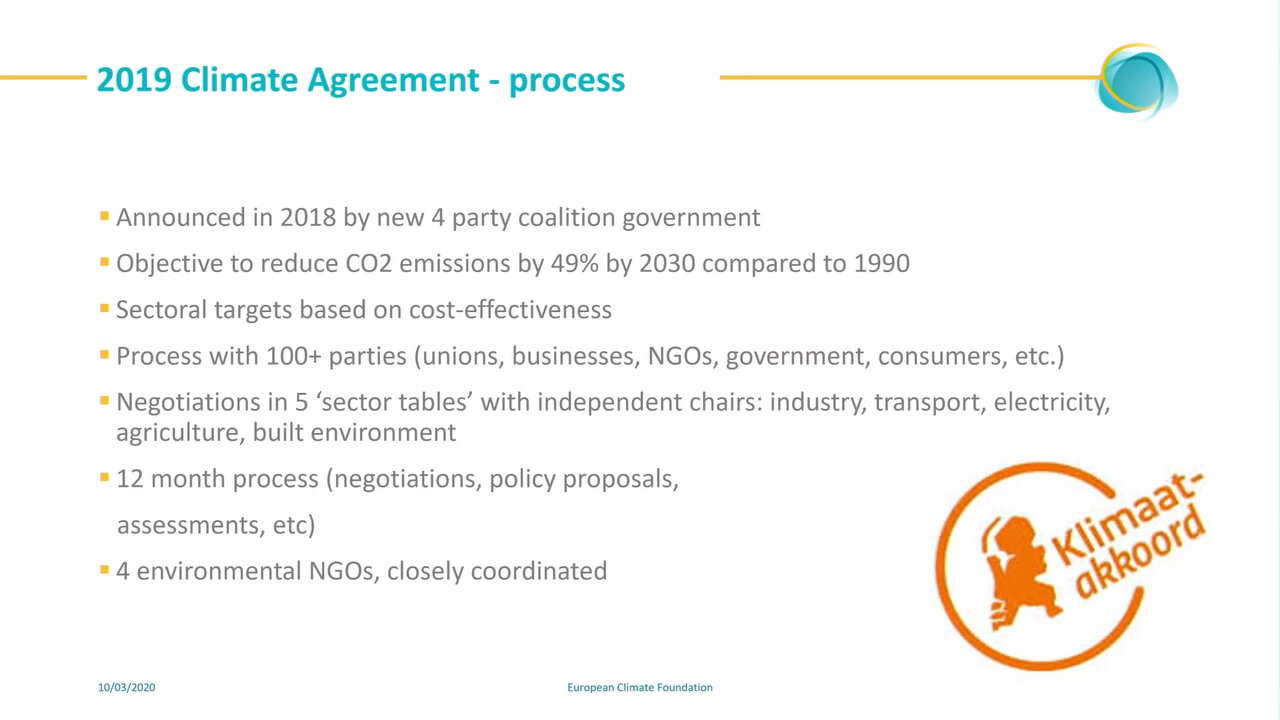 2019 Climate Agreement - process
▪ Announced in 2018 by new 4 party coalition government
▪ Objective to reduce CO2 emissions by 49% by 2030 compared to 1990
▪ Sectoral targets based on cost-effectiveness
▪ Process with 100+ parties (unions, businesses, NGOs, government, consumers, etc.)
▪ Negotiations in 5 ‘sector tables’ with independent chairs: industry, transport, electricity,
agriculture, built environment
▪ 12 month process (negotiations, policy proposals,
assessments, etc)
▪ 4 environmental NGOs, closely coordinated
Klimaat-
akkoord
10/03/2020
European Climate Foundation